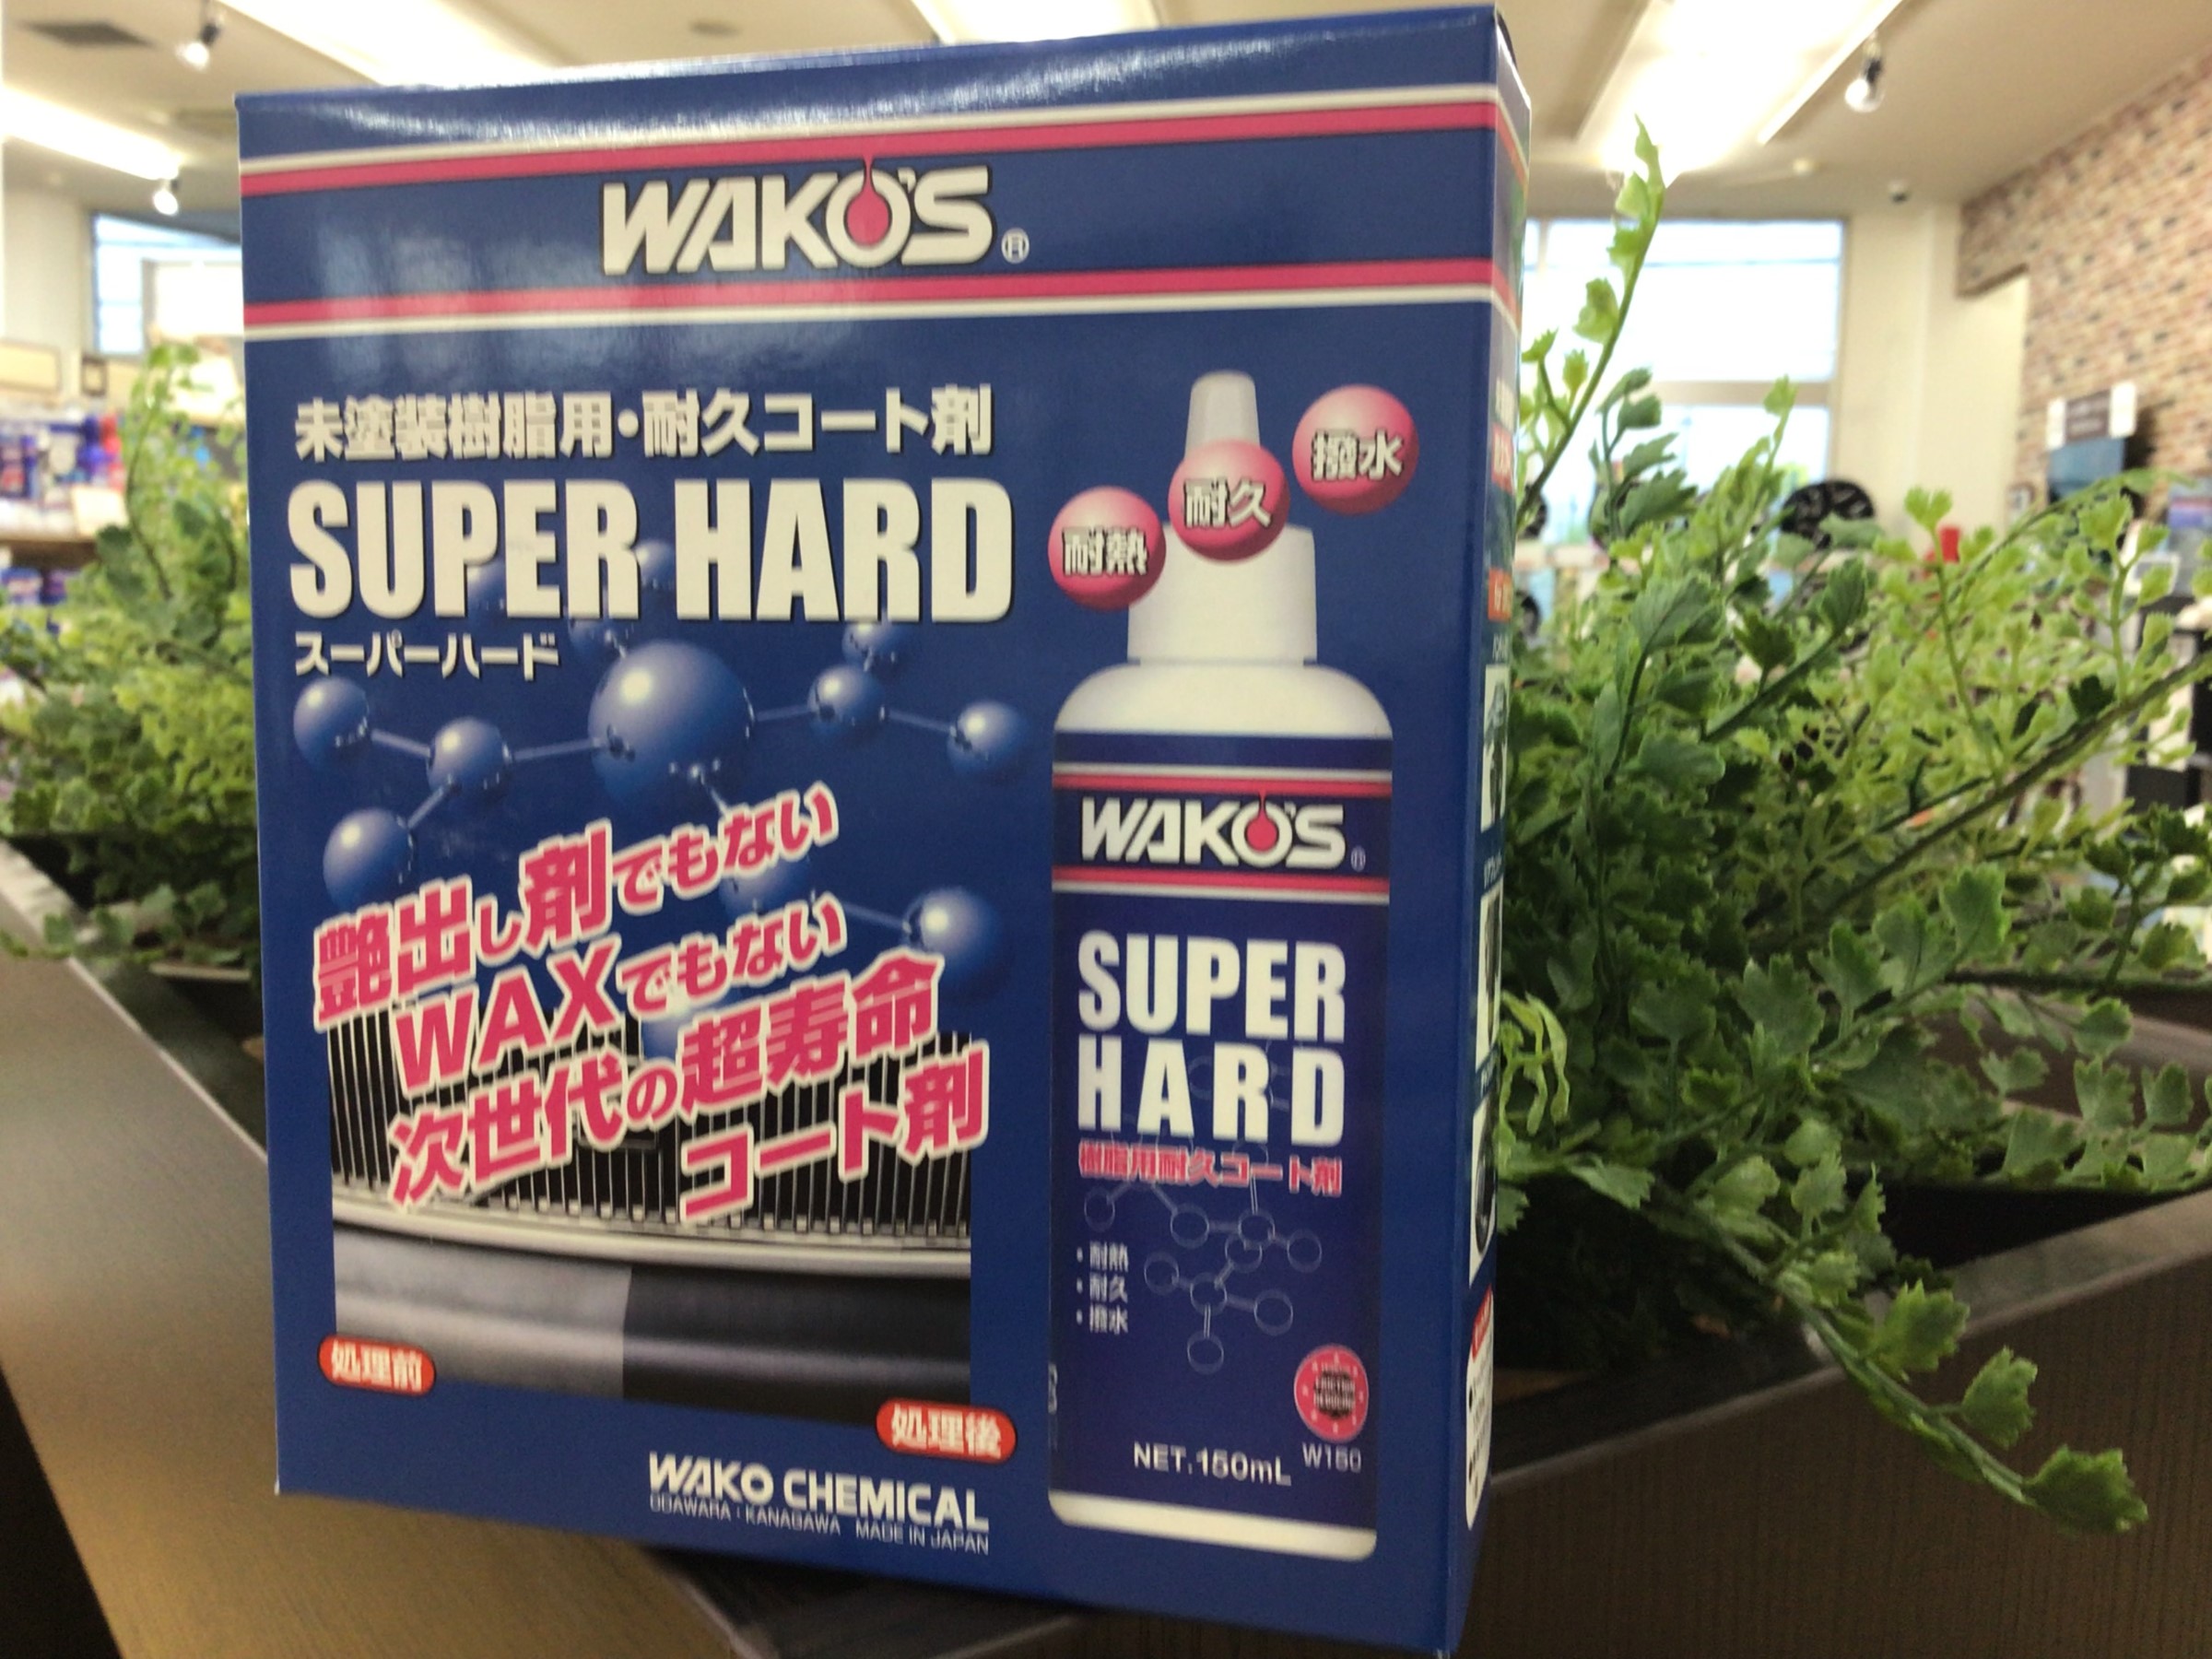 WAKO'S®
未塗装樹脂用・耐久コート剤
SUPER HARD
スーパーハード
耐熱
耐久
撥水
艶出し剤でもない
WAXでもない
次世代の超寿命
コート剤
処理前
処理後
WAKO CHEMICAL
ODAWARA : KANAGAWA MADE IN JAPAN
WAKO'S®
SUPER
HARD
樹脂用耐久コート剤
・耐熱
・耐久
・撥水
NET.150mL
W150